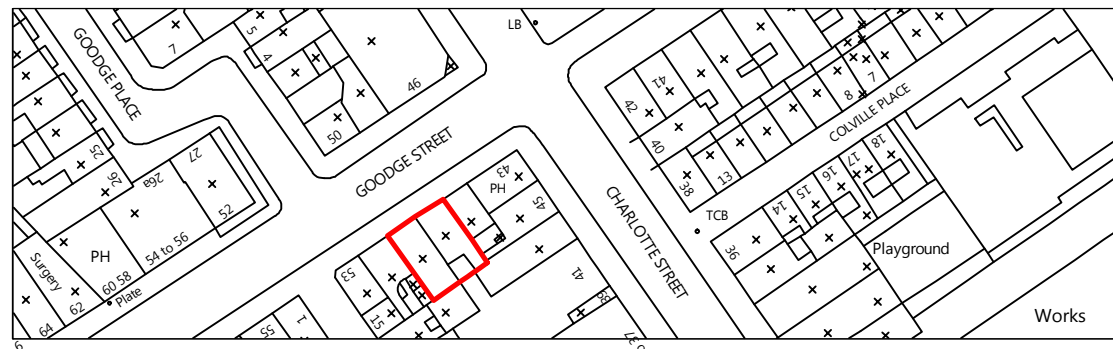 LB
7
5
4
46
50
GOODGE PLACE
GOODGE STREET
25
26
26a
27
52
54 to 56
PH
60 58
Plate
Surgery
62
64
43
PH
45
53
15
55
1
41
39
37
CHARLOTTE STREET
TCB
42
41
40
38
13
8
7
COLVILLE PLACE
18
17
16
15
14
36
Playground
Works